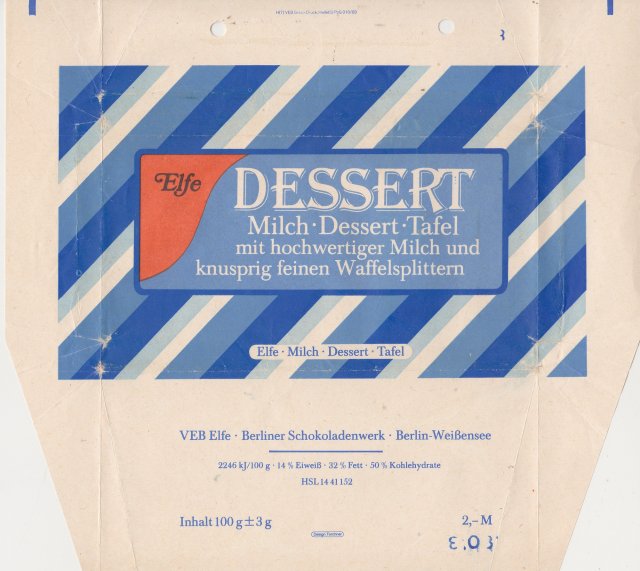 Elfe
DESSERT
Milch · Dessert · Tafel
mit hochwertiger Milch und
knusprig feinen Waffelsplittern
Elfe · Milch · Dessert · Tafel
VEB Elfe · Berliner Schokoladenwerk · Berlin-Weißensee
2246 kJ/100 g · 14 % Eiweiß · 32 % Fett · 50 % Kohlehydrate
HSL 14 41 152
Inhalt 100 g ± 3 g
2,– M